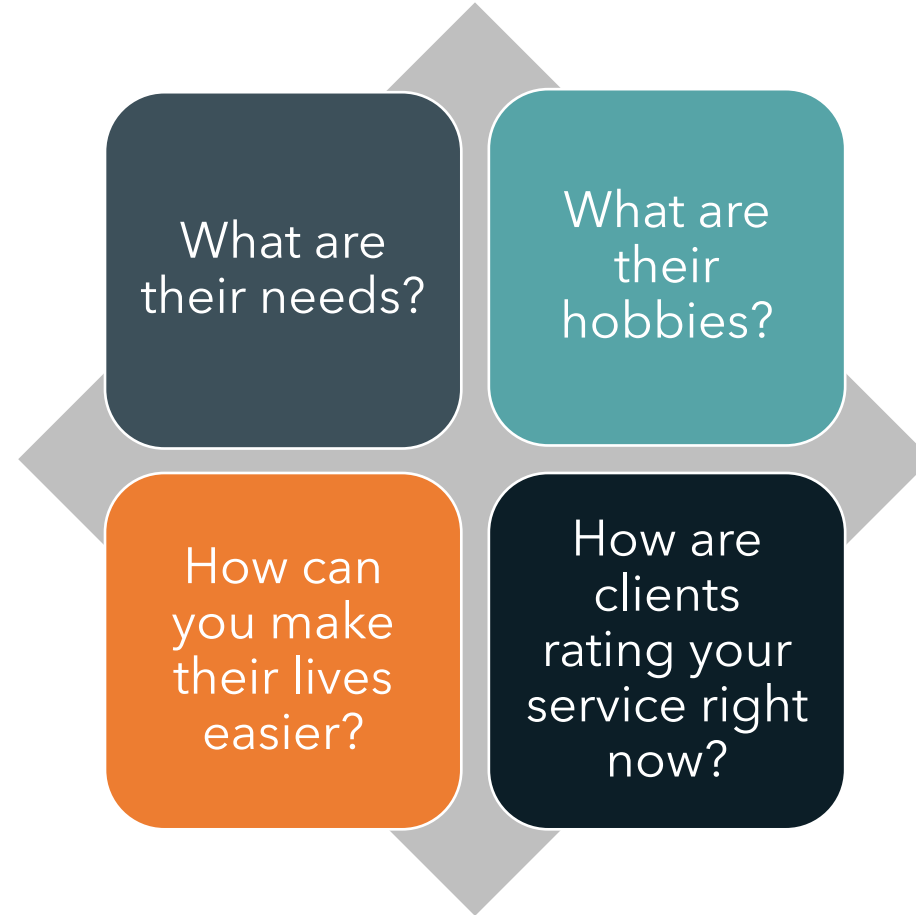 What are
their needs?
What are
their
hobbies?
How can
you make
their lives
easier?
How are
clients
rating your
service right
now?